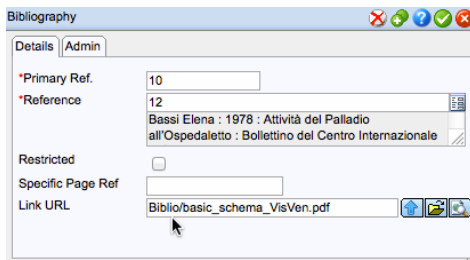 Bibliography
Details Admin
*Primary Ref. 10
*Reference 12
Bassi Elena : 1978 : Attività del Palladio
all'Ospedaletto : Bollettino del Centro Internazionale
Restricted
Specific Page Ref
Link URL Biblio/basic_schema_VisVen.pdf